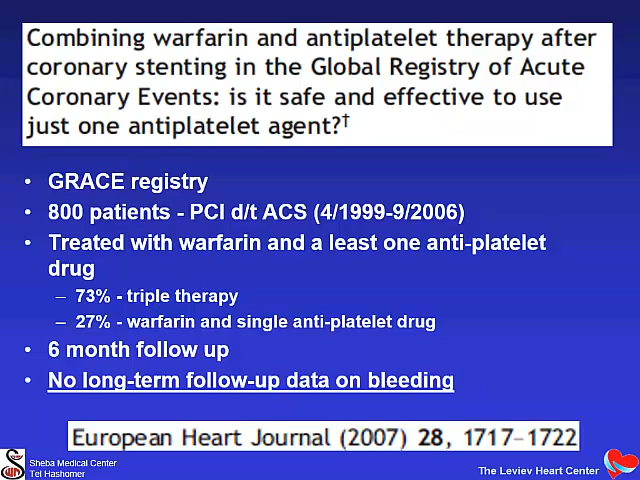 Combining warfarin and antiplatelet therapy after
coronary stenting in the Global Registry of Acute
Coronary Events: is it safe and effective to use
just one antiplatelet agent?†
• GRACE registry
• 800 patients - PCI d/t ACS (4/1999-9/2006)
• Treated with warfarin and a least one anti-platelet
drug
– 73% - triple therapy
– 27% - warfarin and single anti-platelet drug
• 6 month follow up
• No long-term follow-up data on bleeding
European Heart Journal (2007) 28, 1717–1722
Sheba Medical Center
Tel Hashomer
The Leviev Heart Center